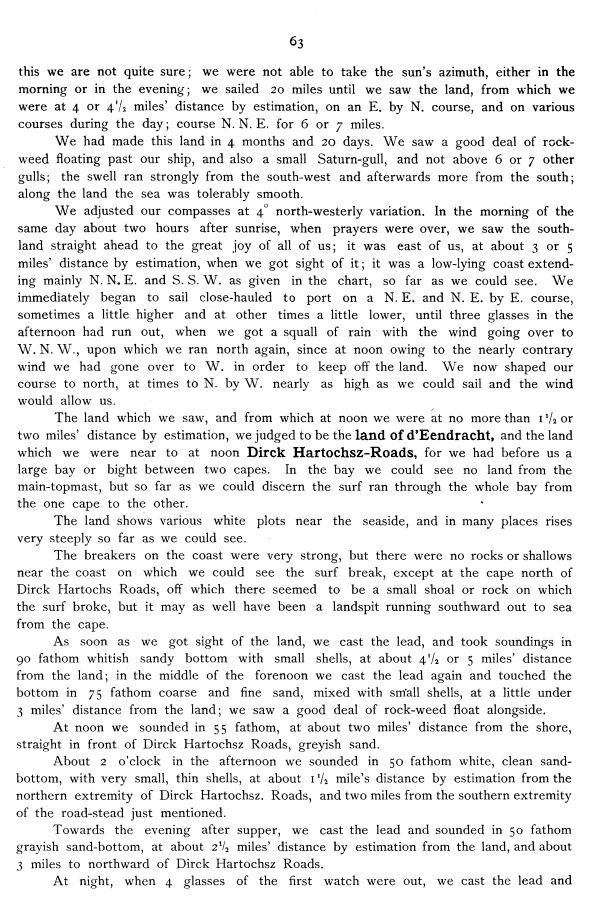 63
this we are not quite sure; we were not able to take the sun's azimuth, either in the
morning or in the evening; we sailed 20 miles until we saw the land, from which we
were at 4 or 4¹/₂ miles' distance by estimation, on an E. by N. course, and on various
courses during the day; course N. N. E. for 6 or 7 miles.
We had made this land in 4 months and 20 days. We saw a good deal of rock-
weed floating past our ship, and also a small Saturn-gull, and not above 6 or 7 other
gulls; the swell ran strongly from the south-west and afterwards more from the south;
along the land the sea was tolerably smooth.
We adjusted our compasses at 4° north-westerly variation. In the morning of the
same day about two hours after sunrise, when prayers were over, we saw the south-
land straight ahead to the great joy of all of us; it was east of us, at about 3 or 5
miles' distance by estimation, when we got sight of it; it was a low-lying coast extend-
ing mainly N. N. E. and S. S. W. as given in the chart, so far as we could see. We
immediately began to sail close-hauled to port on a N. E. and N. E. by E. course,
sometimes a little higher and at other times a little lower, until three glasses in the
afternoon had run out, when we got a squall of rain with the wind going over to
W. N. W., upon which we ran north again, since at noon owing to the nearly contrary
wind we had gone over to W. in order to keep off the land. We now shaped our
course to north, at times to N. by W. nearly as high as we could sail and the wind
would allow us.
The land which we saw, and from which at noon we were at no more than 1¹/₂ or
two miles' distance by estimation, we judged to be the land of d'Eendracht, and the land
which we were near to at noon Dirck Hartochsz-Roads, for we had before us a
large bay or bight between two capes. In the bay we could see no land from the
main-topmast, but so far as we could discern the surf ran through the whole bay from
the one cape to the other.
The land shows various white plots near the seaside, and in many places rises
very steeply so far as we could see.
The breakers on the coast were very strong, but there were no rocks or shallows
near the coast on which we could see the surf break, except at the cape north of
Dirck Hartochs Roads, off which there seemed to be a small shoal or rock on which
the surf broke, but it may as well have been a landspit running southward out to sea
from the cape.
As soon as we got sight of the land, we cast the lead, and took soundings in
90 fathom whitish sandy bottom with small shells, at about 4¹/₂ or 5 miles' distance
from the land; in the middle of the forenoon we cast the lead again and touched the
bottom in 75 fathom coarse and fine sand, mixed with small shells, at a little under
3 miles' distance from the land; we saw a good deal of rock-weed float alongside.
At noon we sounded in 55 fathom, at about two miles' distance from the shore,
straight in front of Dirck Hartochsz Roads, greyish sand.
About 2 o'clock in the afternoon we sounded in 50 fathom white, clean sand-
bottom, with very small, thin shells, at about 1¹/₂ mile's distance by estimation from the
northern extremity of Dirck Hartochsz. Roads, and two miles from the southern extremity
of the road-stead just mentioned.
Towards the evening after supper, we cast the lead and sounded in 50 fathom
grayish sand-bottom, at about 2¹/₂ miles' distance by estimation from the land, and about
3 miles to northward of Dirck Hartochsz Roads.
At night, when 4 glasses of the first watch were out, we cast the lead and